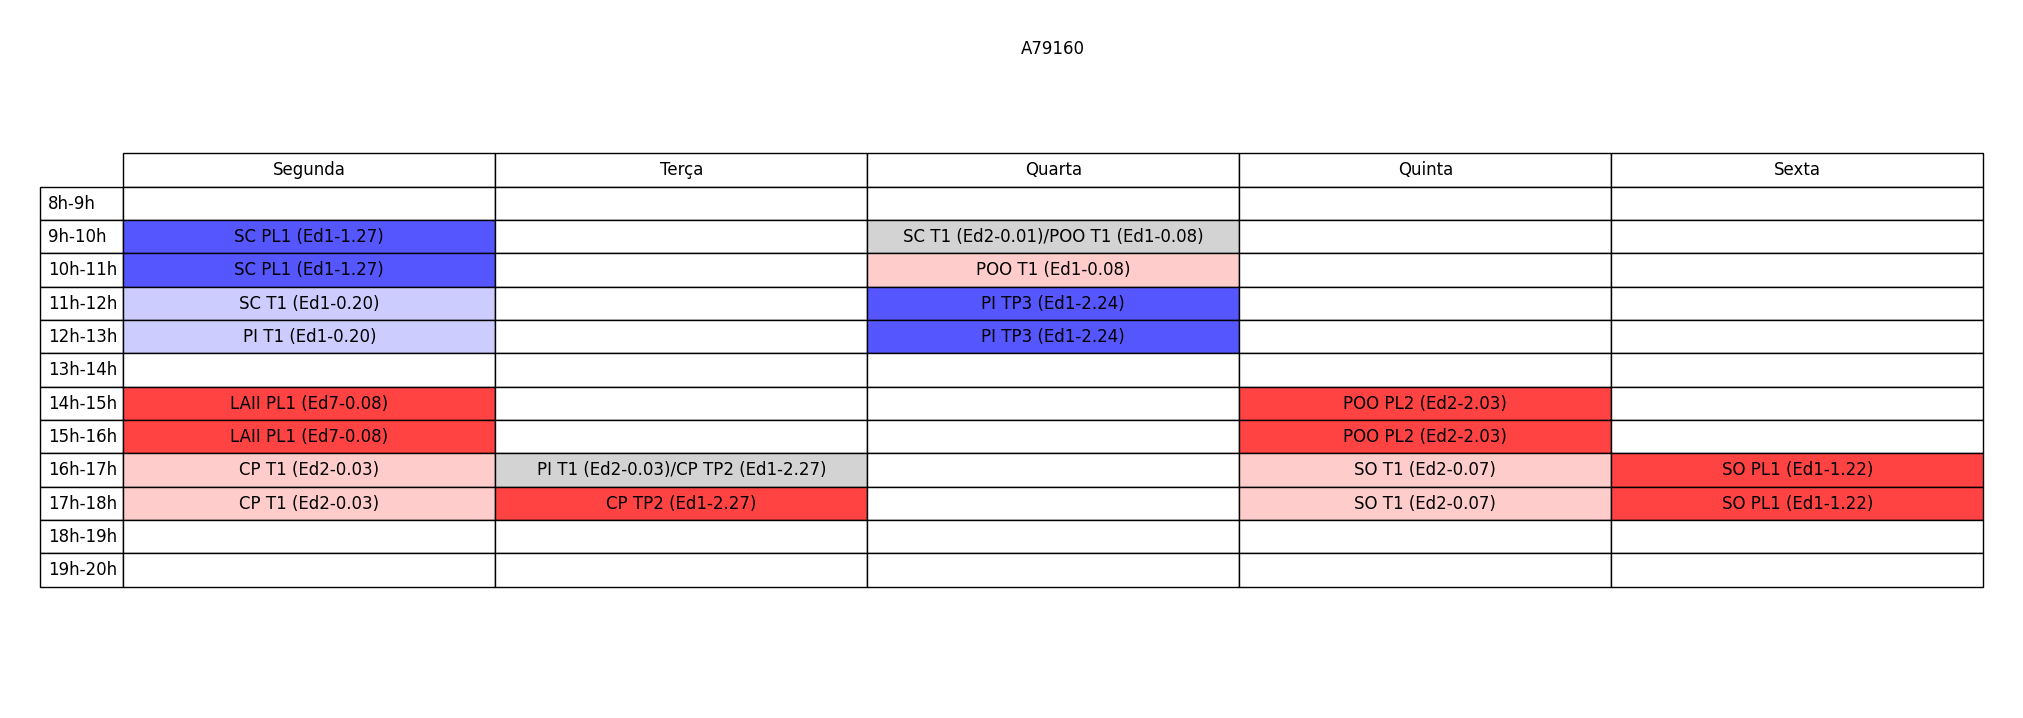 A79160
Segunda Terça Quarta Quinta Sexta
8h-9h
9h-10h SC PL1 (Ed1-1.27) SC T1 (Ed2-0.01)/POO T1 (Ed1-0.08)
10h-11h SC PL1 (Ed1-1.27) POO T1 (Ed1-0.08)
11h-12h SC T1 (Ed1-0.20) PI TP3 (Ed1-2.24)
12h-13h PI T1 (Ed1-0.20) PI TP3 (Ed1-2.24)
13h-14h
14h-15h LAII PL1 (Ed7-0.08) POO PL2 (Ed2-2.03)
15h-16h LAII PL1 (Ed7-0.08) POO PL2 (Ed2-2.03)
16h-17h CP T1 (Ed2-0.03) PI T1 (Ed2-0.03)/CP TP2 (Ed1-2.27) SO T1 (Ed2-0.07) SO PL1 (Ed1-1.22)
17h-18h CP T1 (Ed2-0.03) CP TP2 (Ed1-2.27) SO T1 (Ed2-0.07) SO PL1 (Ed1-1.22)
18h-19h
19h-20h